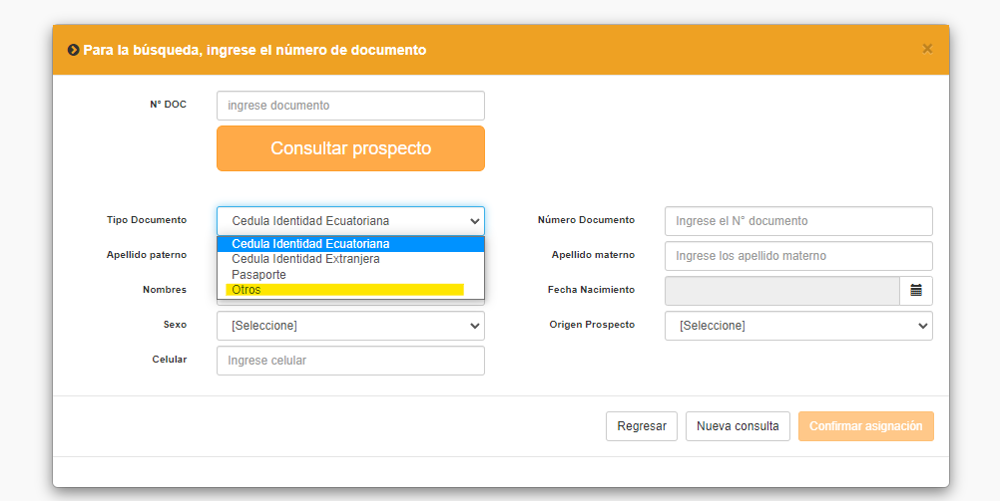 Para la búsqueda, ingrese el número de documento ×
N° DOC ingrese documento
Consultar prospecto
Tipo Documento Cedula Identidad Ecuatoriana Número Documento Ingrese el N° documento
Cedula Identidad Ecuatoriana
Cedula Identidad Extranjera
Pasaporte
Otros
Apellido paterno Apellido materno Ingrese los apellido materno
Nombres Fecha Nacimiento
Sexo [Seleccione] Origen Prospecto [Seleccione]
Celular Ingrese celular
Regresar Nueva consulta Confirmar asignación